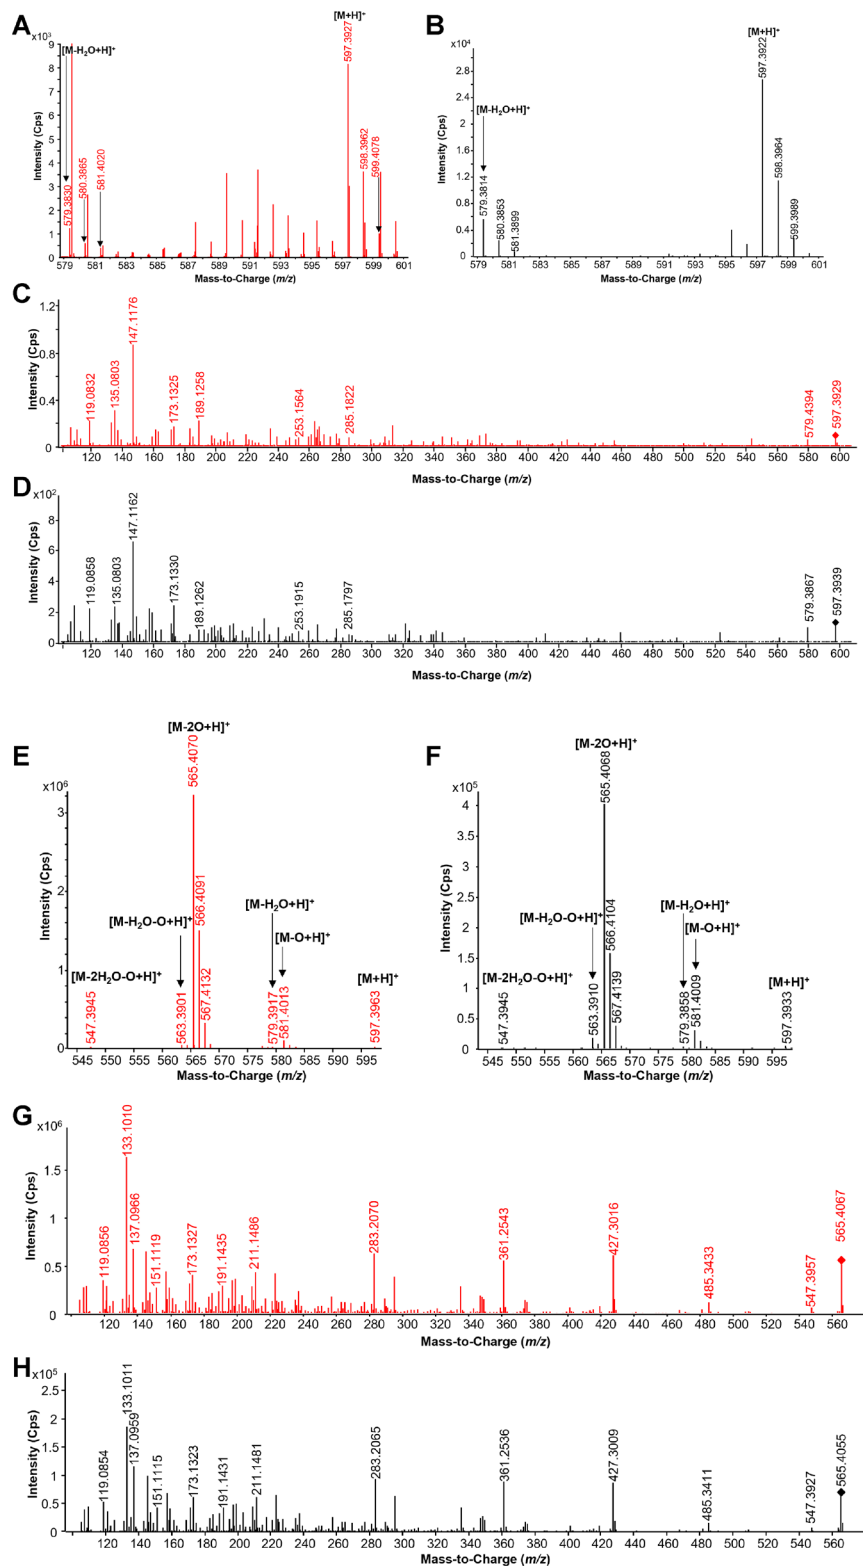 A
×10³
[M-H₂O+H]⁺
[M+H]⁺
9
8
7
6
5
4
3
2
1
0
Intensity (Cps)
579.3830
580.3865
581.4020
597.3927
598.3962
599.4078
579 581 583 585 587 589 591 593 595 597 599 601
Mass-to-Charge (m/z)
B
x10⁴
[M-H₂O+H]⁺
[M+H]⁺
2.8
2.4
2
1.6
1.2
0.8
0.4
0
Intensity (Cps)
579.3814
580.3853
581.3899
597.3922
598.3964
599.3989
579 581 583 585 587 589 591 593 595 597 599 601
Mass-to-Charge (m/z)
C
1.2
0.8
0.4
0
Intensity (Cps)
119.0832
135.0803
147.1176
173.1325
189.1258
253.1564
285.1822
579.4394
597.3929
120 140 160 180 200 220 240 260 280 300 320 340 360 380 400 420 440 460 480 500 520 540 560 580 600
Mass-to-Charge (m/z)
D
x10²
8
6
4
2
0
Intensity (Cps)
119.0858
135.0803
147.1162
173.1330
189.1262
253.1915
285.1797
579.3867
597.3939
120 140 160 180 200 220 240 260 280 300 320 340 360 380 400 420 440 460 480 500 520 540 560 580 600
Mass-to-Charge (m/z)
E
x10⁶
[M-2O+H]⁺
[M-H₂O+H]⁺
[M-H₂O-O+H]⁺
[M-O+H]⁺
[M-2H₂O-O+H]⁺
[M+H]⁺
3
2
1
0
Intensity (Cps)
547.3945
563.3901
565.4070
566.4091
567.4132
579.3917
581.4013
597.3963
545 550 555 560 565 570 575 580 585 590 595
Mass-to-Charge (m/z)
F
x10⁵
[M-2O+H]⁺
[M-H₂O+H]⁺
[M-H₂O-O+H]⁺
[M-O+H]⁺
[M-2H₂O-O+H]⁺
[M+H]⁺
4
3.5
3
2.5
2
1.5
1
0.5
0
Intensity (Cps)
547.3945
563.3910
565.4068
566.4104
567.4139
579.3858
581.4009
597.3933
545 550 555 560 565 570 575 580 585 590 595
Mass-to-Charge (m/z)
G
x10⁶
1.5
1
0.5
0
Intensity (Cps)
119.0856
133.1010
137.0966
151.1119
173.1327
191.1435
211.1486
283.2070
361.2543
427.3016
485.3433
547.3957
565.4067
120 140 160 180 200 220 240 260 280 300 320 340 360 380 400 420 440 460 480 500 520 540 560
Mass-to-Charge (m/z)
H
x10⁵
2.5
2
1.5
1
0.5
0
Intensity (Cps)
119.0854
133.1011
137.0959
151.1115
173.1323
191.1431
211.1481
283.2065
361.2536
427.3009
485.3411
547.3927
565.4055
120 140 160 180 200 220 240 260 280 300 320 340 360 380 400 420 440 460 480 500 520 540 560
Mass-to-Charge (m/z)